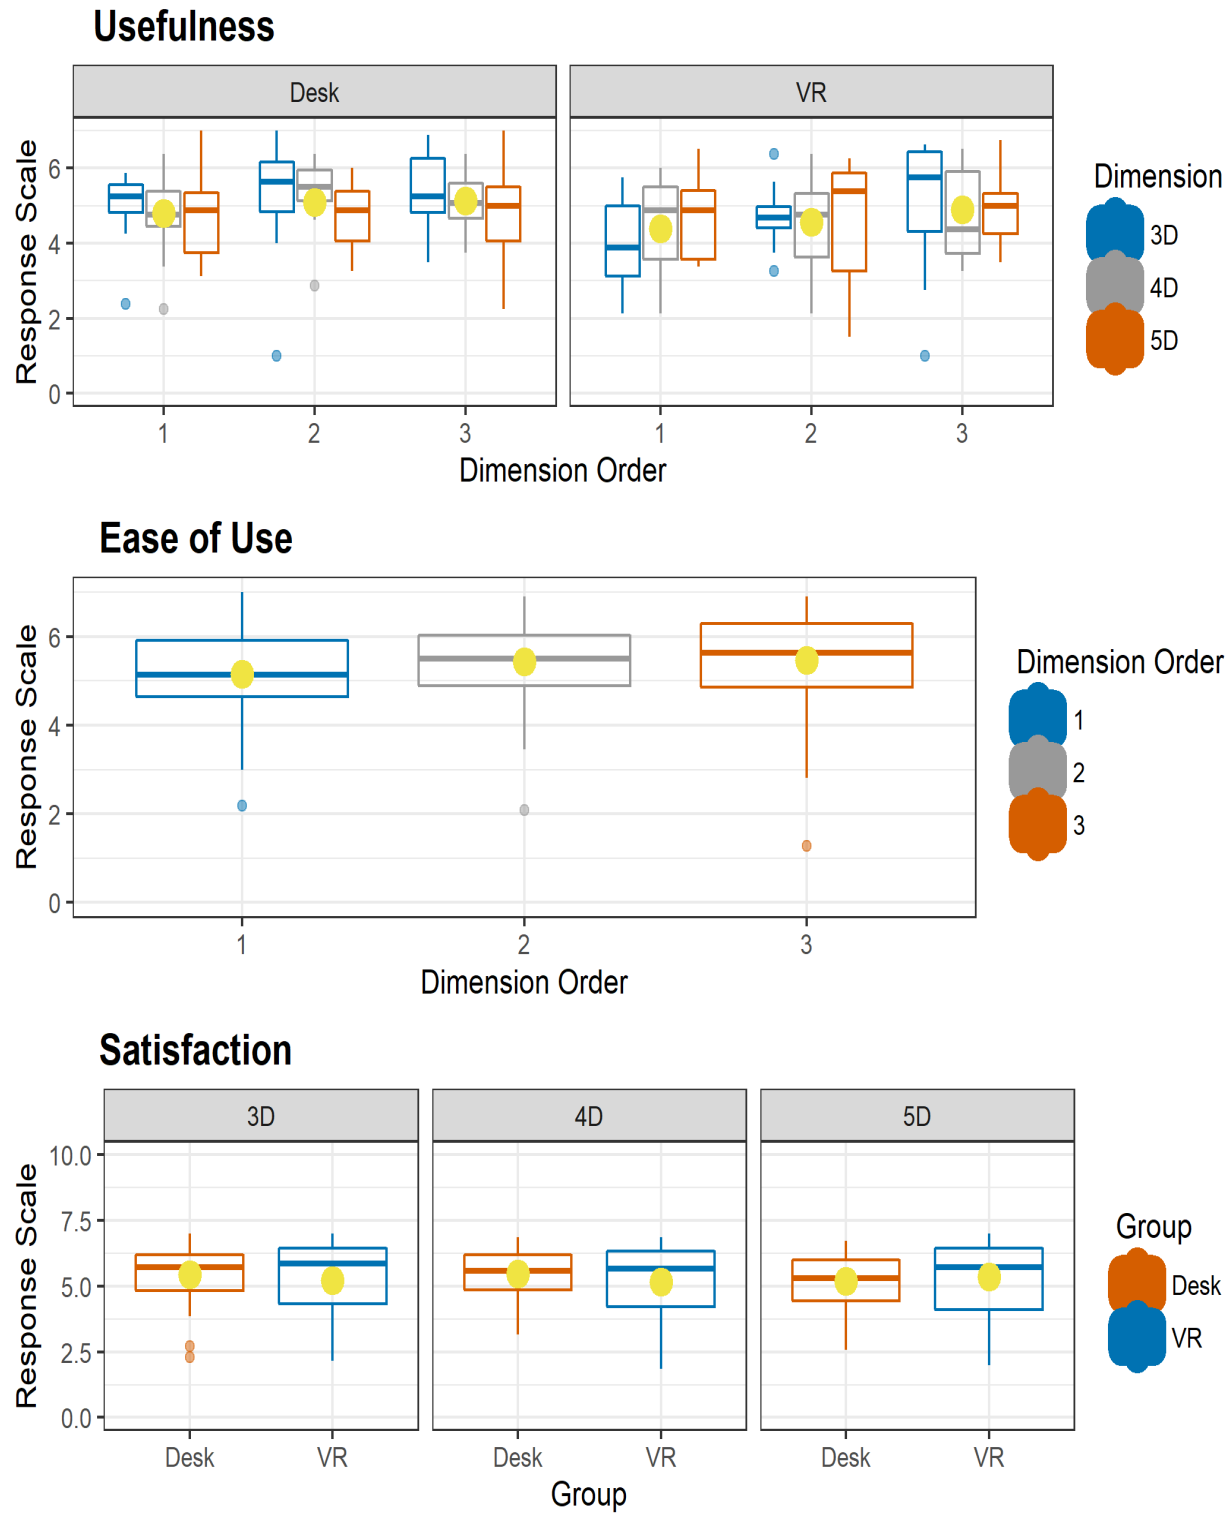 Usefulness
Desk VR
Response Scale
6
4
2
0
1 2 3 1 2 3
Dimension Order
Dimension
3D
4D
5D
Ease of Use
Response Scale
6
4
2
0
1 2 3
Dimension Order
Dimension Order
1
2
3
Satisfaction
3D 4D 5D
Response Scale
10.0
7.5
5.0
2.5
0.0
Desk VR Desk VR Desk VR
Group
Group
Desk
VR